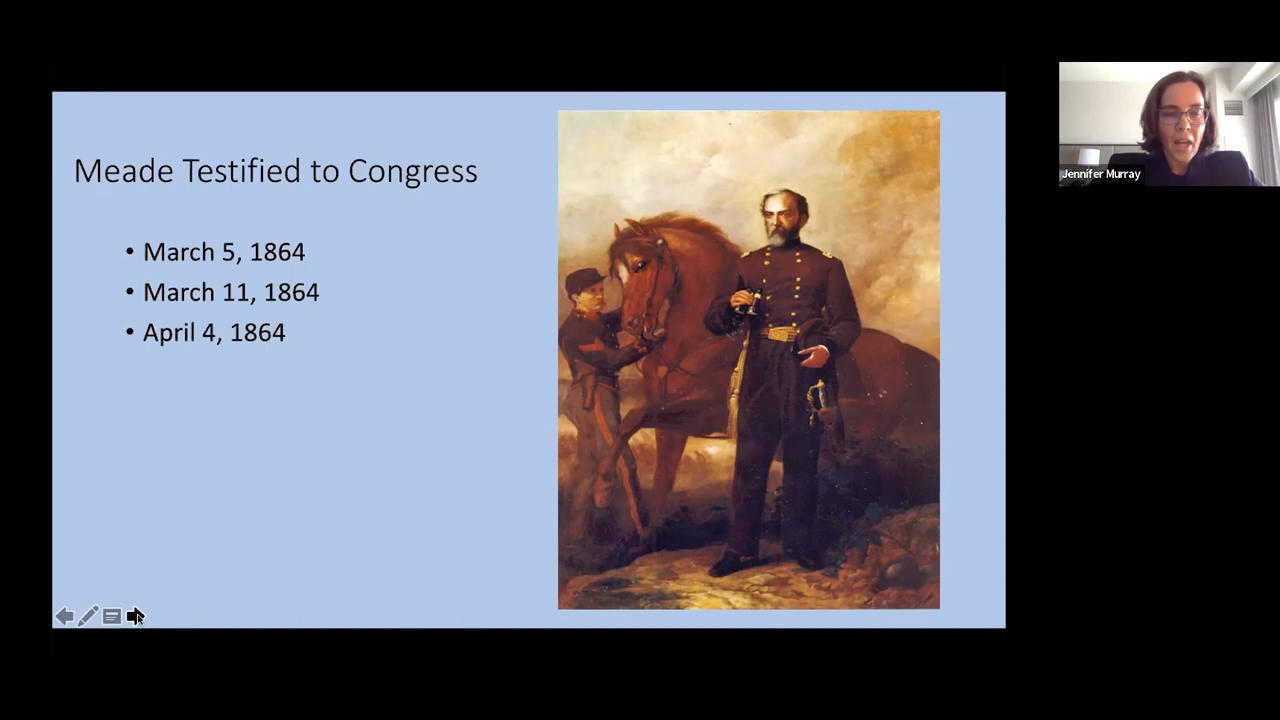 Meade Testified to Congress
• March 5, 1864
• March 11, 1864
• April 4, 1864
Jennifer Murray